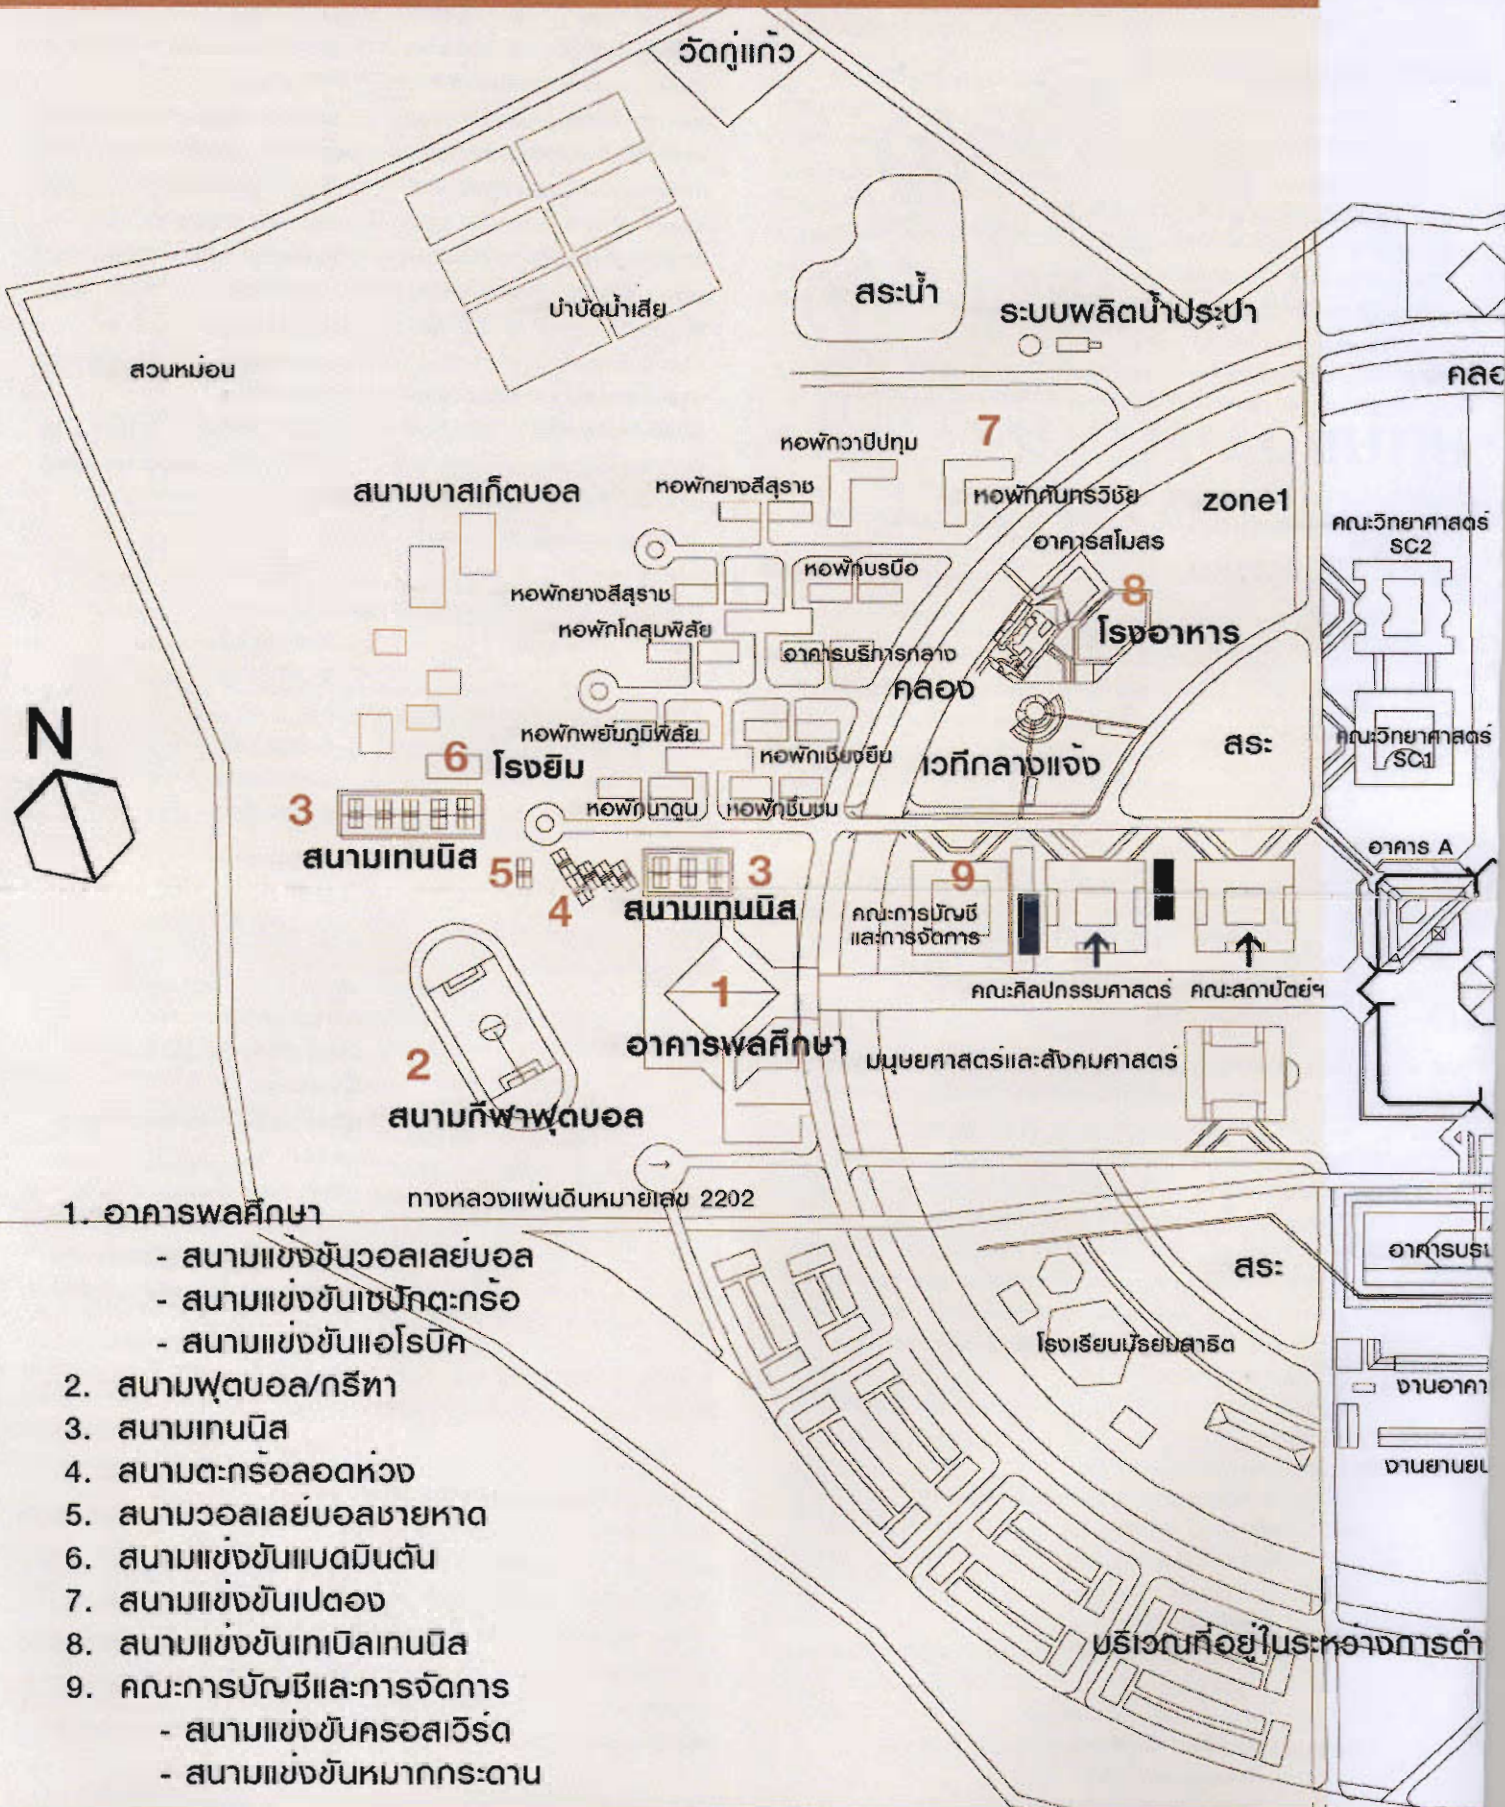 วัดกู่แก้ว
สระน้ำ
บำบัดน้ำเสีย
ระบบผลิตน้ำประปา
สวนหม่อน
7
หอพักวาปีปทุม
สนามบาสเก็ตบอล
หอพักยางสีสุราช
หอพักกันทรวิชัย
zone1
คณะวิทยาศาสตร์
SC2
อาคารสโมสร
หอพักบรบือ
8
หอพักยางสีสุราช
หอพักโกสุมพิสัย
โรงอาหาร
อาคารบริการกลาง
คลอง
N
หอพักพยัคฆภูมิพิสัย
หอพักเชียงยืน
สระ
คณะวิทยาศาสตร์
SC1
6 โรงยิม
เวทีกลางแจ้ง
3
หอพักนาดูน
หอพักชื่นชม
สนามเทนนิส
อาคาร A
5
3
9
4
สนามเทนนิส
คณะการบัญชี
และการจัดการ
1
คณะศิลปกรรมศาสตร์
คณะสถาปัตย์ฯ
อาคารพลศึกษา
มนุษยศาสตร์และสังคมศาสตร์
2
สนามกีฬาฟุตบอล
ทางหลวงแผ่นดินหมายเลข 2202
สระ
โรงเรียนมัธยมสาธิต
1. อาคารพลศึกษา
- สนามแข่งขันวอลเลย์บอล
- สนามแข่งขันเซปักตะกร้อ
- สนามแข่งขันแอโรบิค
2. สนามฟุตบอล/กรีฑา
3. สนามเทนนิส
4. สนามตะกร้อลอดห่วง
5. สนามวอลเลย์บอลชายหาด
6. สนามแข่งขันแบดมินตัน
7. สนามแข่งขันเปตอง
8. สนามแข่งขันเทเบิลเทนนิส
9. คณะการบัญชีและการจัดการ
- สนามแข่งขันครอสเวิร์ด
- สนามแข่งขันหมากกระดาน
บริเวณที่อยู่ในระหว่างการดำ